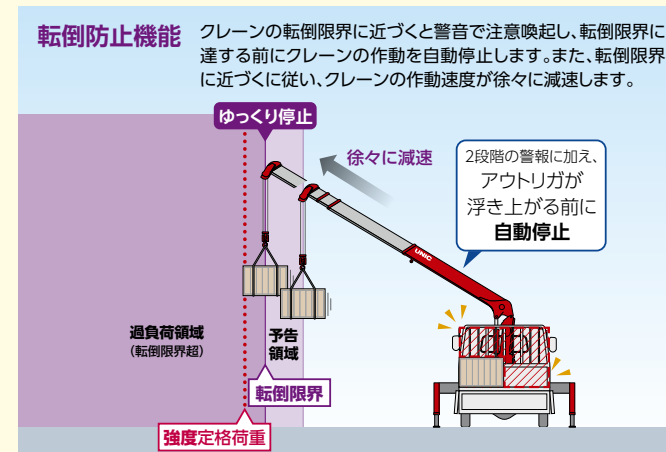 転倒防止機能
クレーンの転倒限界に近づくと警音で注意喚起し、転倒限界に
達する前にクレーンの作動を自動停止します。また、転倒限界
に近づくに従い、クレーンの作動速度が徐々に減速します。
ゆっくり停止
徐々に減速
2段階の警報に加え、
アウトリガが
浮き上がる前に
自動停止
UNIC
過負荷領域
(転倒限界超)
予告
領域
転倒限界
強度定格荷重